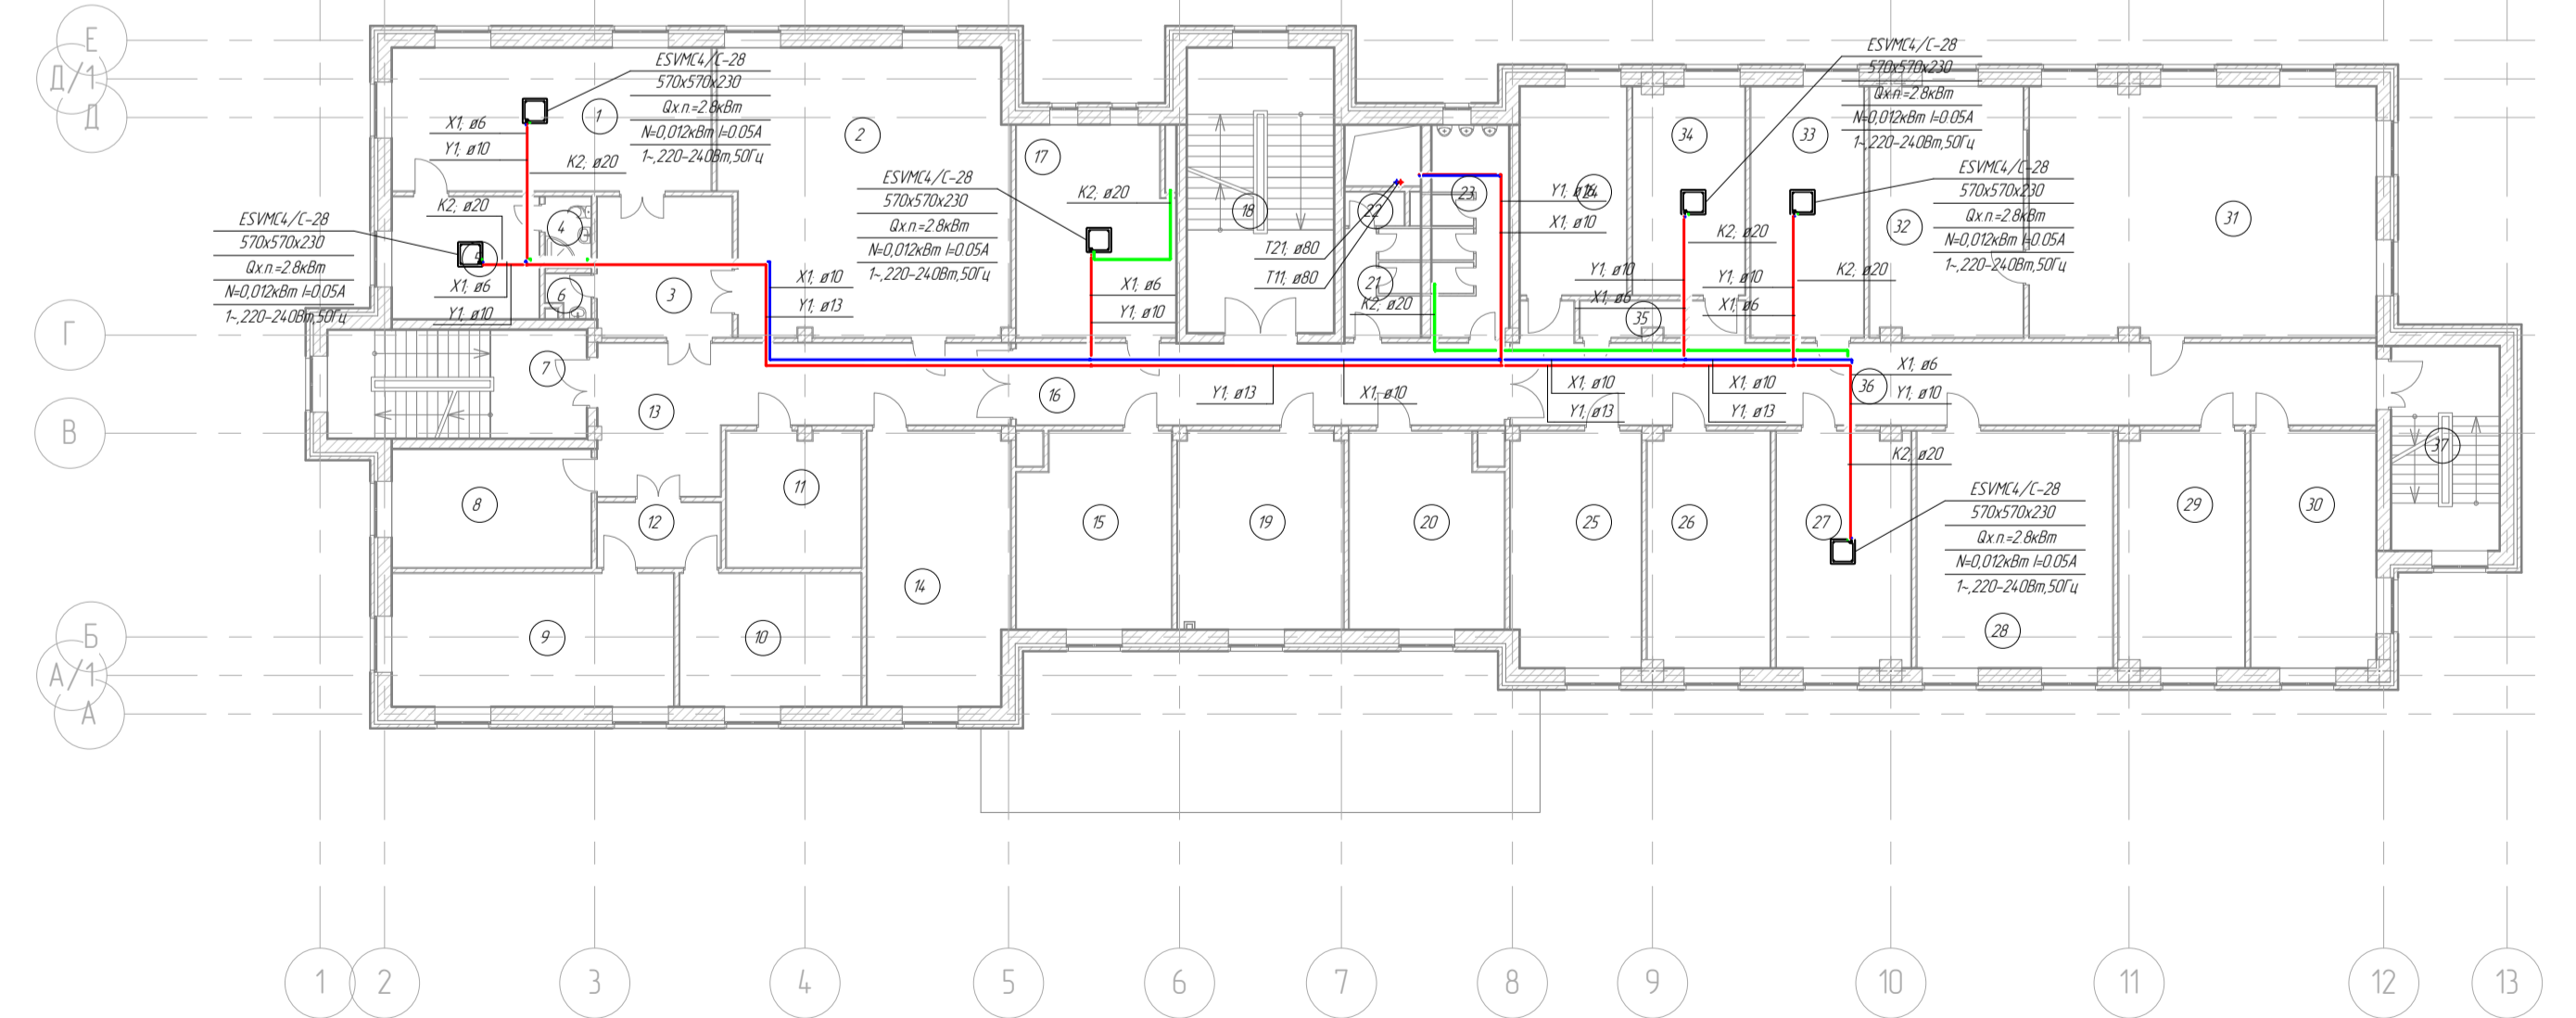 Е
Д/1
Д
Г
В
Б
А/1
А
ESVMC4/C-28
570x570x230
Qх.п.=2.8кВт
N=0,012кВт I=0.05А
1~,220-240Вт,50Гц
X1; ø6
Y1; ø10
K2; ø20
1
2
ESVMC4/C-28
570x570x230
Qх.п.=2.8кВт
N=0,012кВт I=0.05А
1~,220-240Вт,50Гц
K2; ø20
X1; ø6
Y1; ø10
4
6
3
X1; ø10
Y1; ø13
ESVMC4/C-28
570x570x230
Qх.п.=2.8кВт
N=0,012кВт I=0.05А
1~,220-240Вт,50Гц
17
K2; ø20
X1; ø6
Y1; ø10
18
22
23
21
T21; ø80
T11; ø80
K2; ø20
Y1; ø16
X1; ø10
34
33
ESVMC4/C-28
570x570x230
Qх.п.=2.8кВт
N=0,012кВт I=0.05А
1~,220-240Вт,50Гц
ESVMC4/C-28
570x570x230
Qх.п.=2.8кВт
N=0,012кВт I=0.05А
1~,220-240Вт,50Гц
K2; ø20
Y1; ø10
X1; ø6
Y1; ø10
X1; ø6
K2; ø20
32
31
35
7
13
16
Y1; ø13
X1; ø10
X1; ø10
Y1; ø13
X1; ø10
Y1; ø13
36
X1; ø6
Y1; ø10
K2; ø20
37
8
12
11
14
15
19
20
25
26
27
ESVMC4/C-28
570x570x230
Qх.п.=2.8кВт
N=0,012кВт I=0.05А
1~,220-240Вт,50Гц
29
30
9
10
28
1
2
3
4
5
6
7
8
9
10
11
12
13